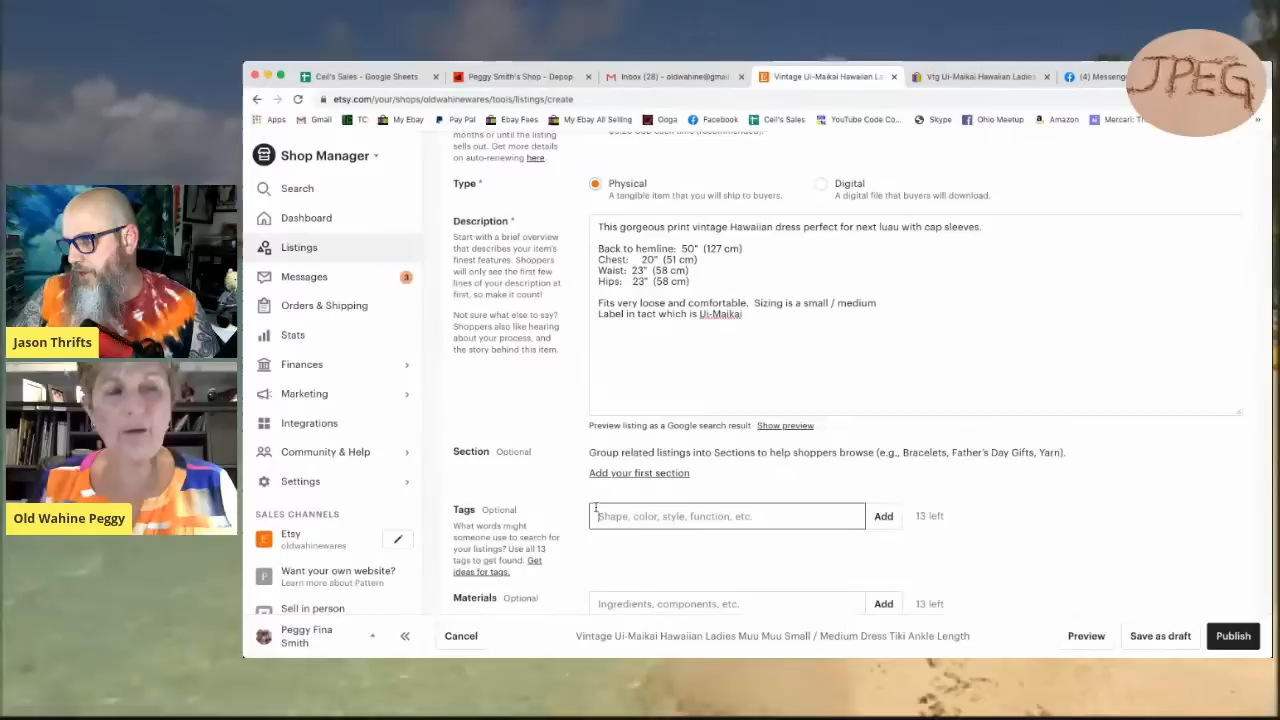 JPEG
Ceil's Sales - Google Sheets
Peggy Smith's Shop - Depop
Inbox (28) - oldwahine@gmai
Vintage Ui-Maikai Hawaiian La
Vtg Ui-Maikai Hawaiian Ladies
(4) Messeng
etsy.com/your/shops/oldwahinewares/tools/listings/create
Apps
Gmail
TC
My Ebay
Pay Pal
Ebay Fees
My Ebay All Selling
Ooga
Facebook
Ceil's Sales
YouTube Code Co...
Skype
Ohio Meetup
Amazon
Mercari: Th
Shop Manager
Search
Dashboard
Listings
Messages 3
Orders & Shipping
Stats
Finances
Marketing
Integrations
Community & Help
Settings
SALES CHANNELS
Etsy
oldwahinewares
Want your own website?
Learn more about Pattern
Sell in person
Peggy Fina
Smith
months or until the listing
sells out. Get more details
on auto-renewing here.
Type *
Physical
A tangible item that you will ship to buyers.
Digital
A digital file that buyers will download.
Description *
Start with a brief overview
that describes your item's
finest features. Shoppers
will only see the first few
lines of your description at
first, so make it count!
Not sure what else to say?
Shoppers also like hearing
about your process, and
the story behind this item.
This gorgeous print vintage Hawaiian dress perfect for next luau with cap sleeves.
Back to hemline: 50" (127 cm)
Chest: 20" (51 cm)
Waist: 23" (58 cm)
Hips: 23" (58 cm)
Fits very loose and comfortable. Sizing is a small / medium
Label in tact which is Ui-Maikai
Preview listing as a Google search result Show preview
Section Optional
Group related listings into Sections to help shoppers browse (e.g., Bracelets, Father's Day Gifts, Yarn).
Add your first section
Tags Optional
What words might
someone use to search for
your listings? Use all 13
tags to get found. Get
ideas for tags.
Shape, color, style, function, etc.
Add
13 left
Materials Optional
Ingredients, components, etc.
Add
13 left
Cancel
Vintage Ui-Maikai Hawaiian Ladies Muu Muu Small / Medium Dress Tiki Ankle Length
Preview
Save as draft
Publish
Jason Thrifts
Old Wahine Peggy